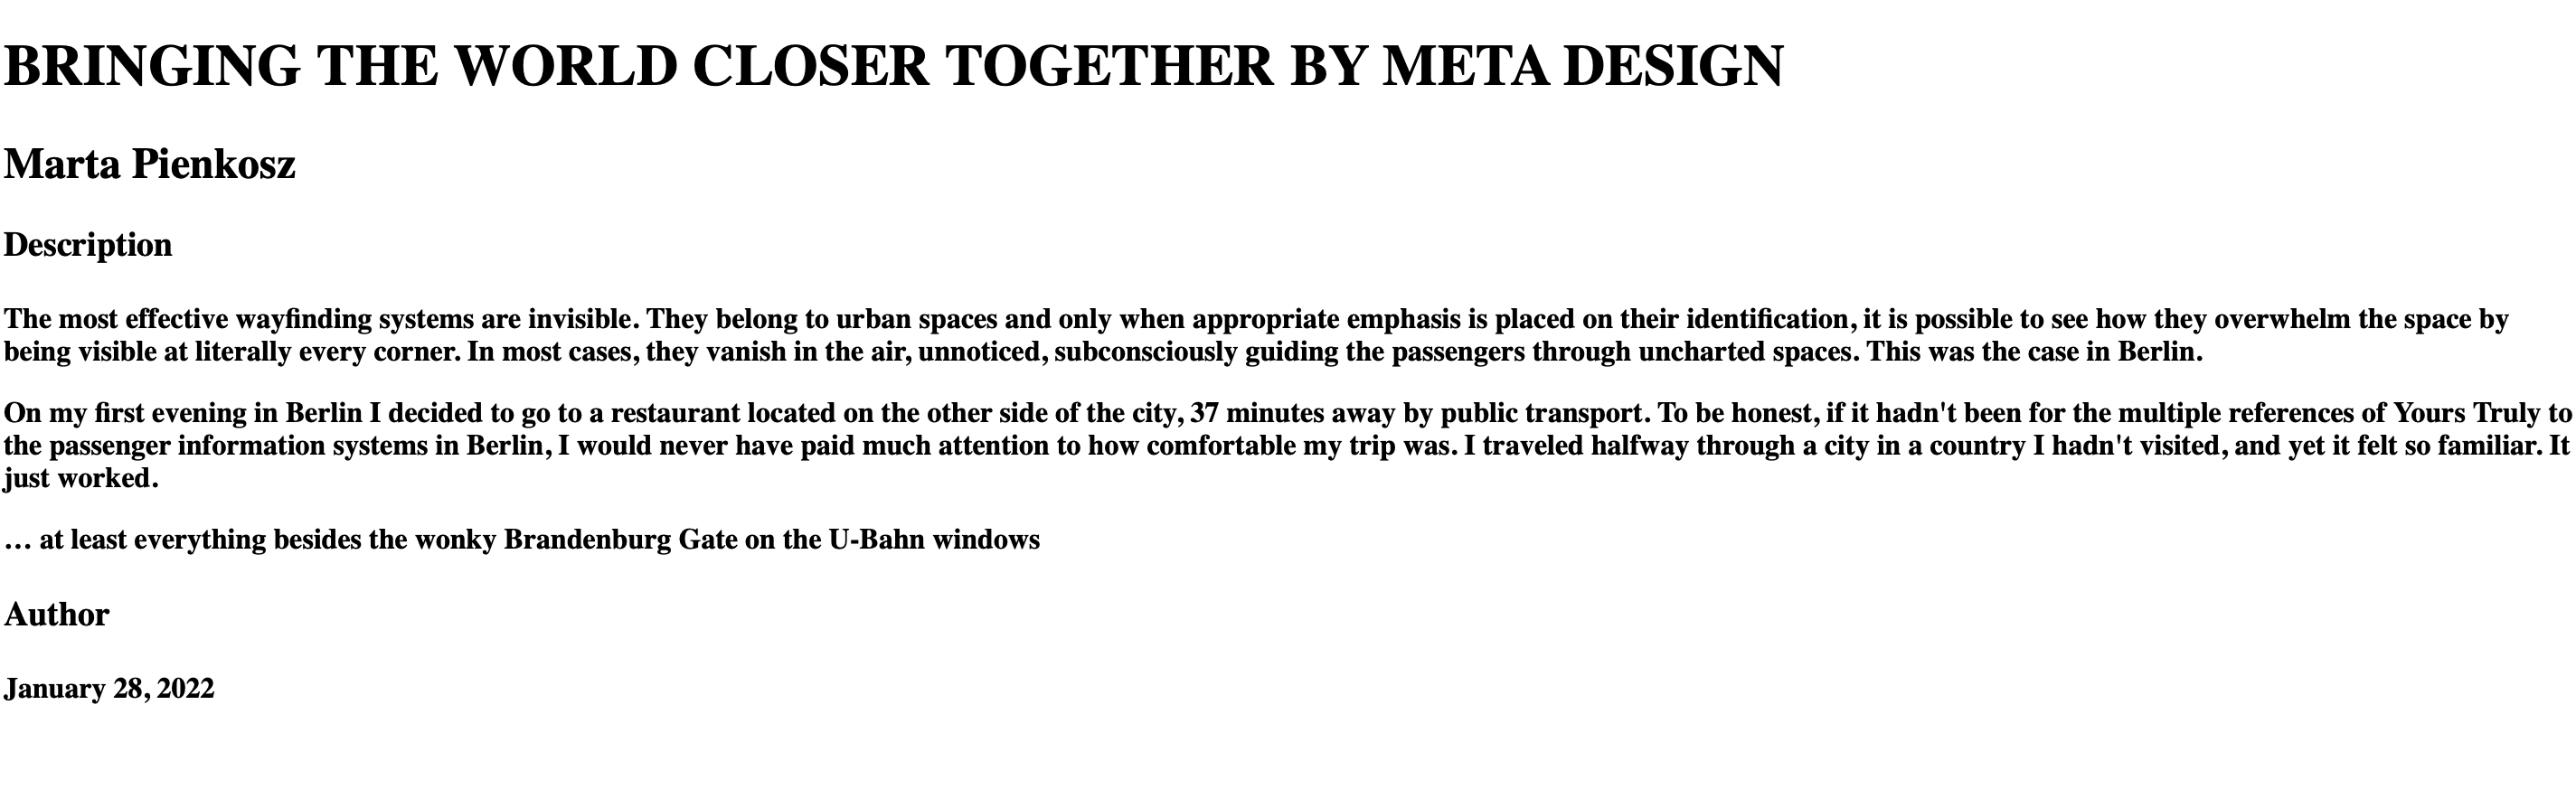 BRINGING THE WORLD CLOSER TOGETHER BY META DESIGN
Marta Pienkosz
Description
The most effective wayfinding systems are invisible. They belong to urban spaces and only when appropriate emphasis is placed on their identification, it is possible to see how they overwhelm the space by
being visible at literally every corner. In most cases, they vanish in the air, unnoticed, subconsciously guiding the passengers through uncharted spaces. This was the case in Berlin.
On my first evening in Berlin I decided to go to a restaurant located on the other side of the city, 37 minutes away by public transport. To be honest, if it hadn't been for the multiple references of Yours Truly to
the passenger information systems in Berlin, I would never have paid much attention to how comfortable my trip was. I traveled halfway through a city in a country I hadn't visited, and yet it felt so familiar. It
just worked.
… at least everything besides the wonky Brandenburg Gate on the U-Bahn windows
Author
January 28, 2022